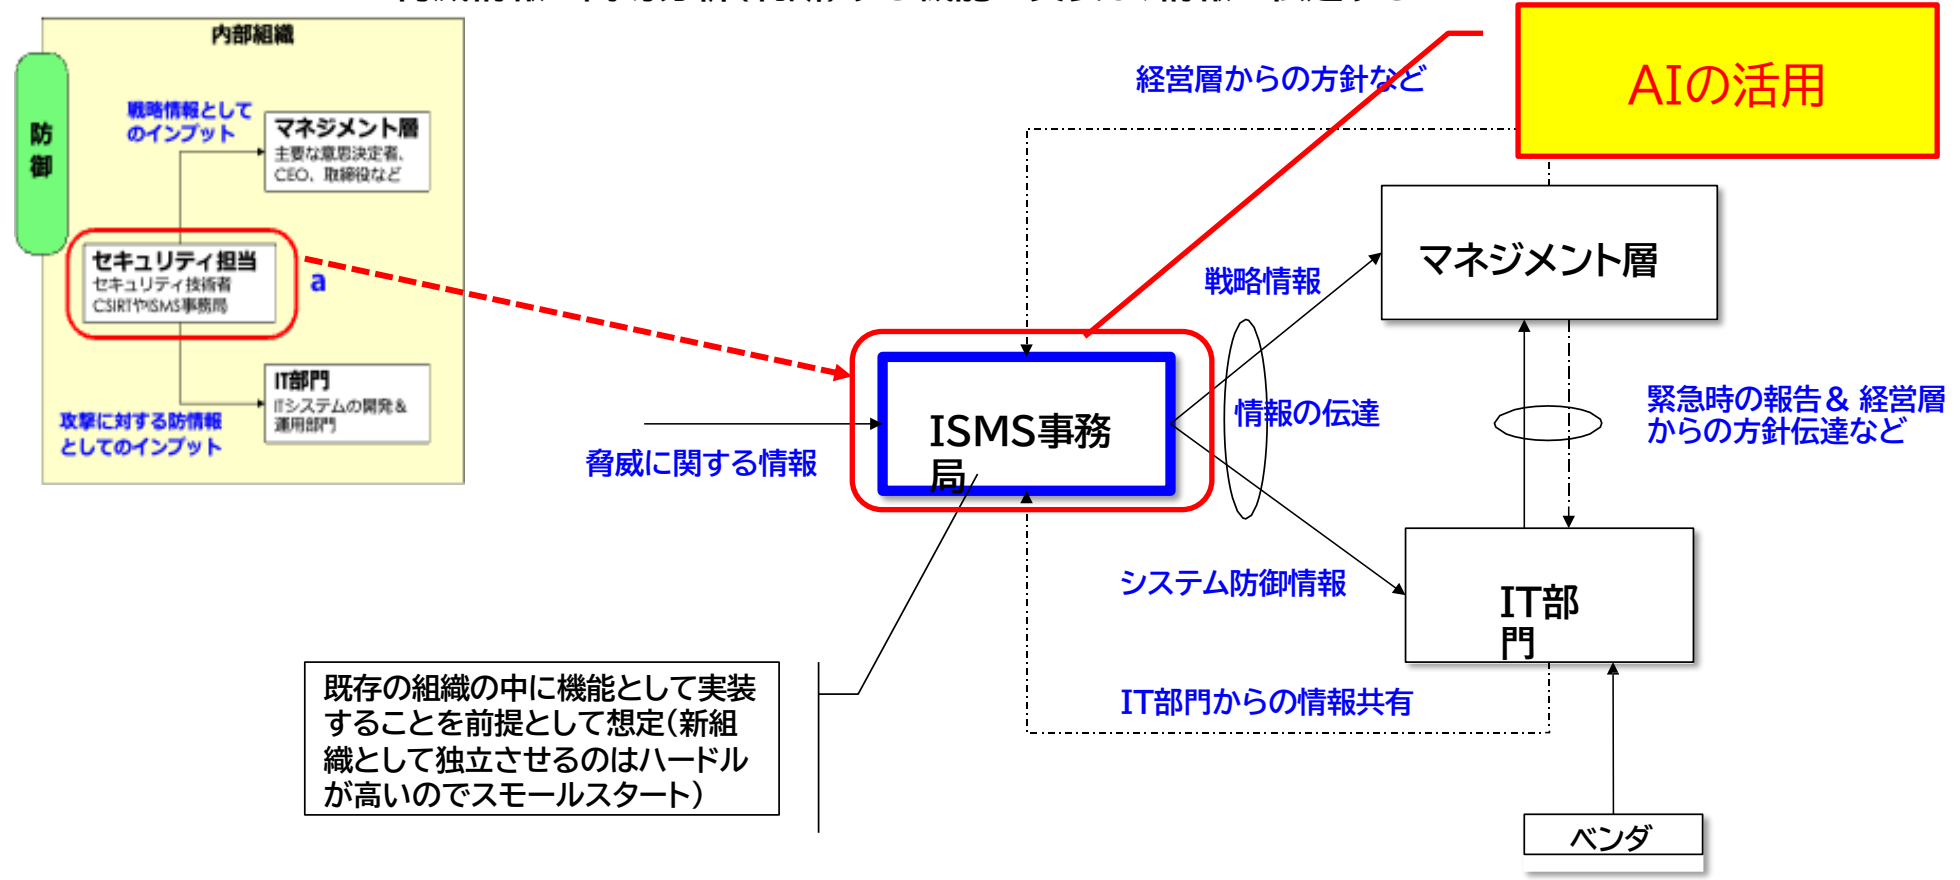 内部組織
防
御
戦略情報として
のインプット
マネジメント層
主要な意思決定者、
CEO、取締役など
セキュリティ担当
セキュリティ技術者
CSIRTやISMS事務局
a
IT部門
ITシステムの開発&
運用部門
攻撃に対する防情報
としてのインプット
経営層からの方針など
AIの活用
マネジメント層
戦略情報
情報の伝達
緊急時の報告& 経営層
からの方針伝達など
ISMS事務
局
脅威に関する情報
システム防御情報
IT部
門
IT部門からの情報共有
既存の組織の中に機能として実装
することを前提として想定(新組
織として独立させるのはハードル
が高いのでスモールスタート)
ベンダ